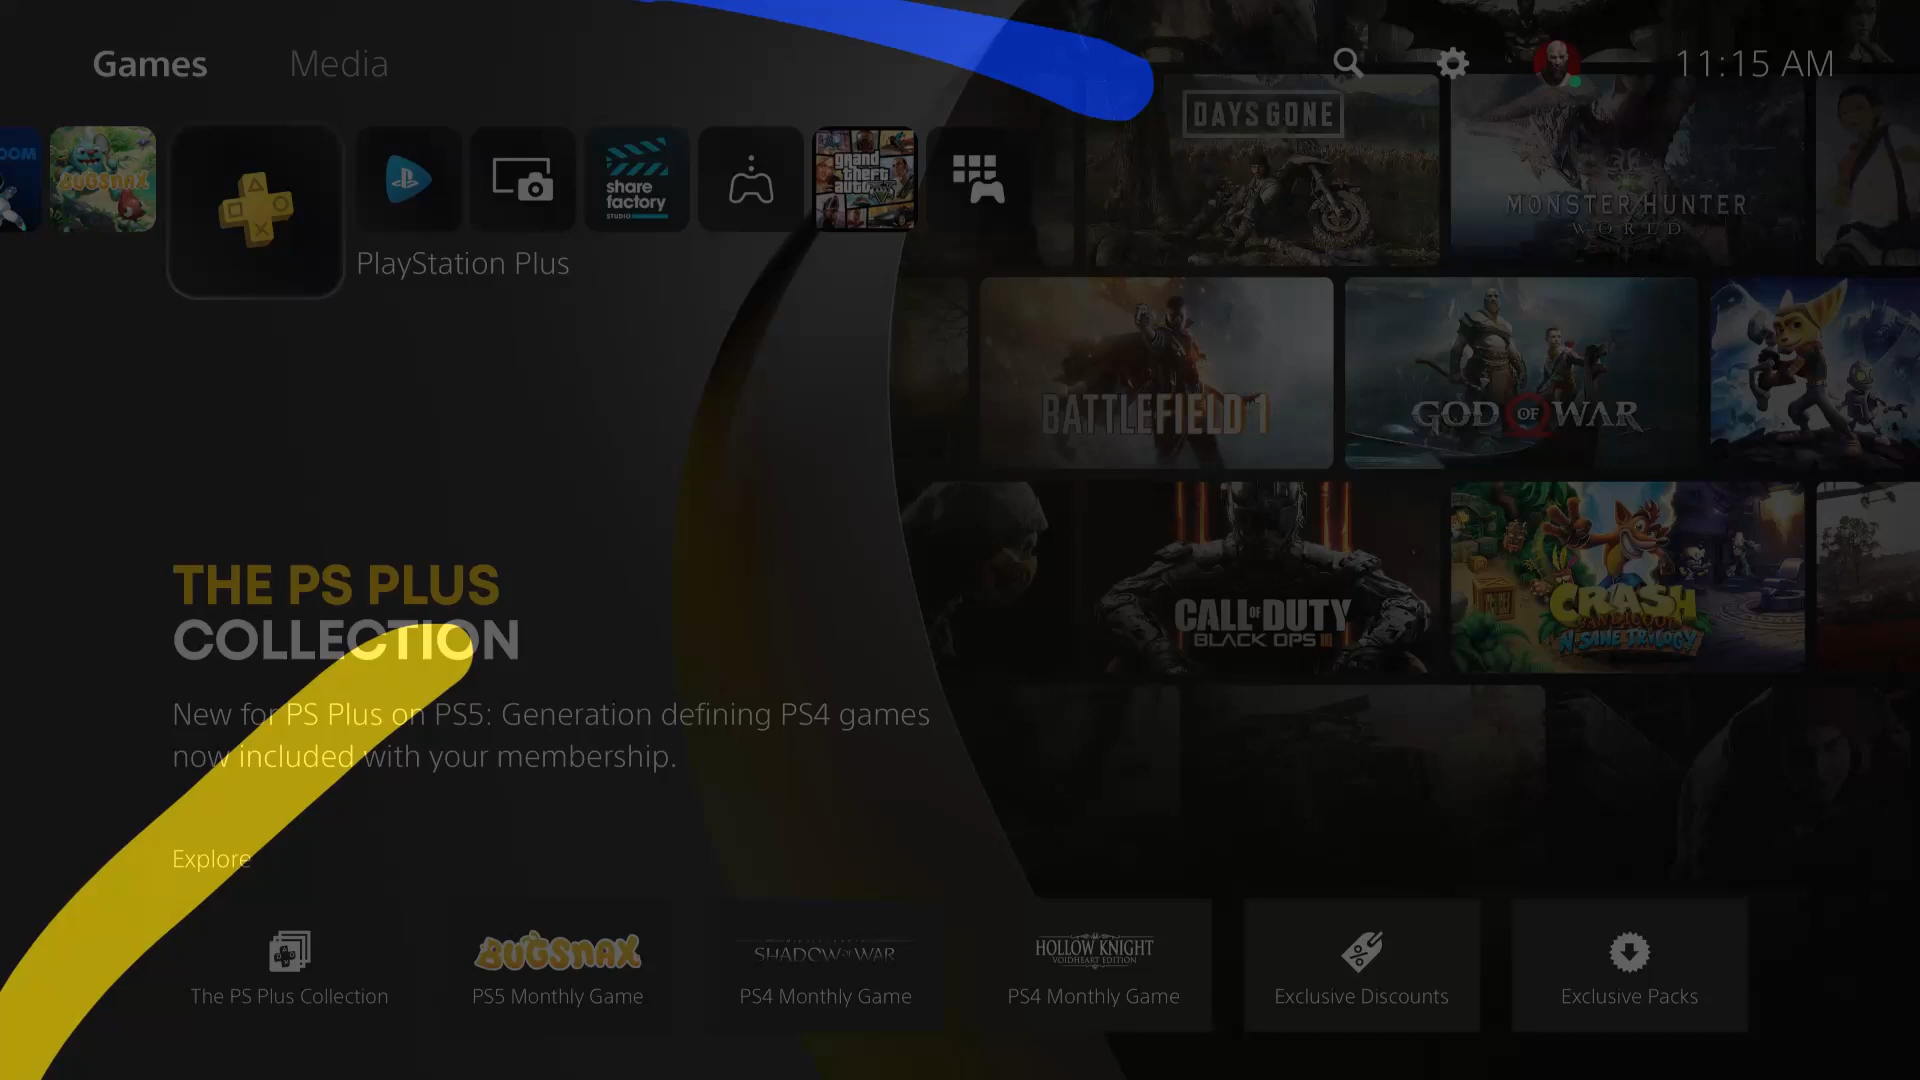 Games
Media
11:15 AM
OOM
BUGSNAX
share
factory
STUDIO
grand
theft
auto
V
PlayStation Plus
DAYS GONE
MONSTER HUNTER
WORLD
BATTLEFIELD 1
GOD OF WAR
THE PS PLUS
COLLECTION
CALL OF DUTY
BLACK OPS III
CRASH
BANDICOOT
N. SANE TRILOGY
New for PS Plus on PS5: Generation defining PS4 games
now included with your membership.
Explore
BUGSNAX
SHADOW OF WAR
HOLLOW KNIGHT
VOIDHEART EDITION
The PS Plus Collection
PS5 Monthly Game
PS4 Monthly Game
PS4 Monthly Game
Exclusive Discounts
Exclusive Packs